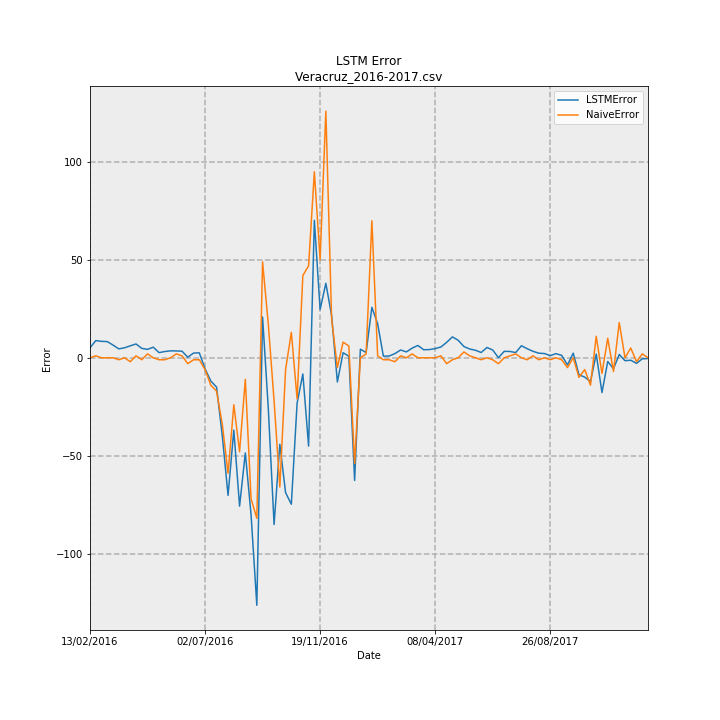 LSTM Error
Veracruz_2016-2017.csv
LSTMError
NaiveError
100
50
0
−50
−100
Error
13/02/2016 02/07/2016 19/11/2016 08/04/2017 26/08/2017
Date